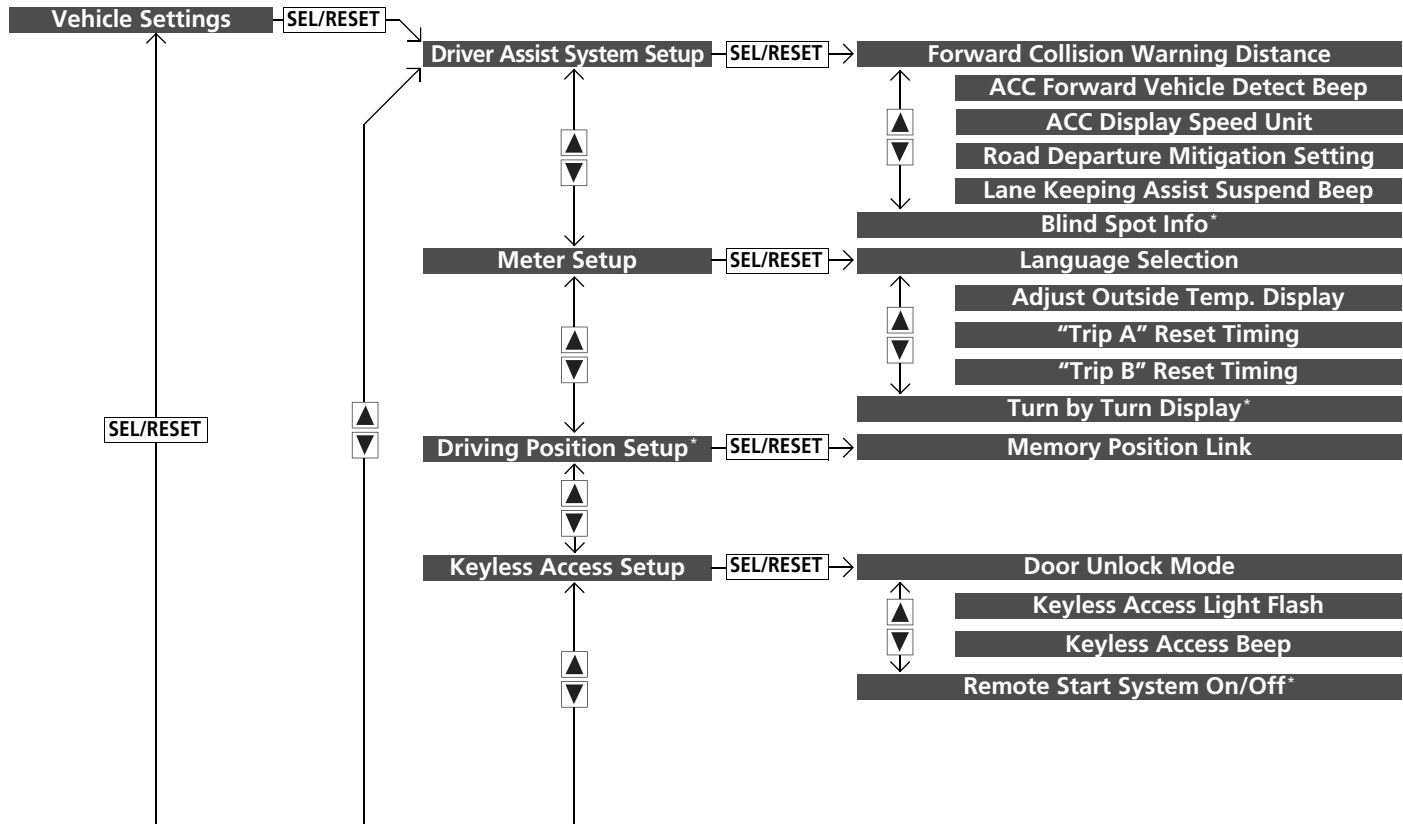 Vehicle Settings SEL/RESET
Driver Assist System Setup SEL/RESET Forward Collision Warning Distance
ACC Forward Vehicle Detect Beep
▲ ACC Display Speed Unit
▲
▼ Road Departure Mitigation Setting
▼
Lane Keeping Assist Suspend Beep
Blind Spot Info*
Meter Setup SEL/RESET Language Selection
Adjust Outside Temp. Display
▲
▲ "Trip A" Reset Timing
▼
▼ "Trip B" Reset Timing
Turn by Turn Display*
▲
SEL/RESET
▼ Driving Position Setup* SEL/RESET Memory Position Link
▲
▼
Keyless Access Setup SEL/RESET Door Unlock Mode
▲ Keyless Access Light Flash
▼ Keyless Access Beep
▲
▼ Remote Start System On/Off*